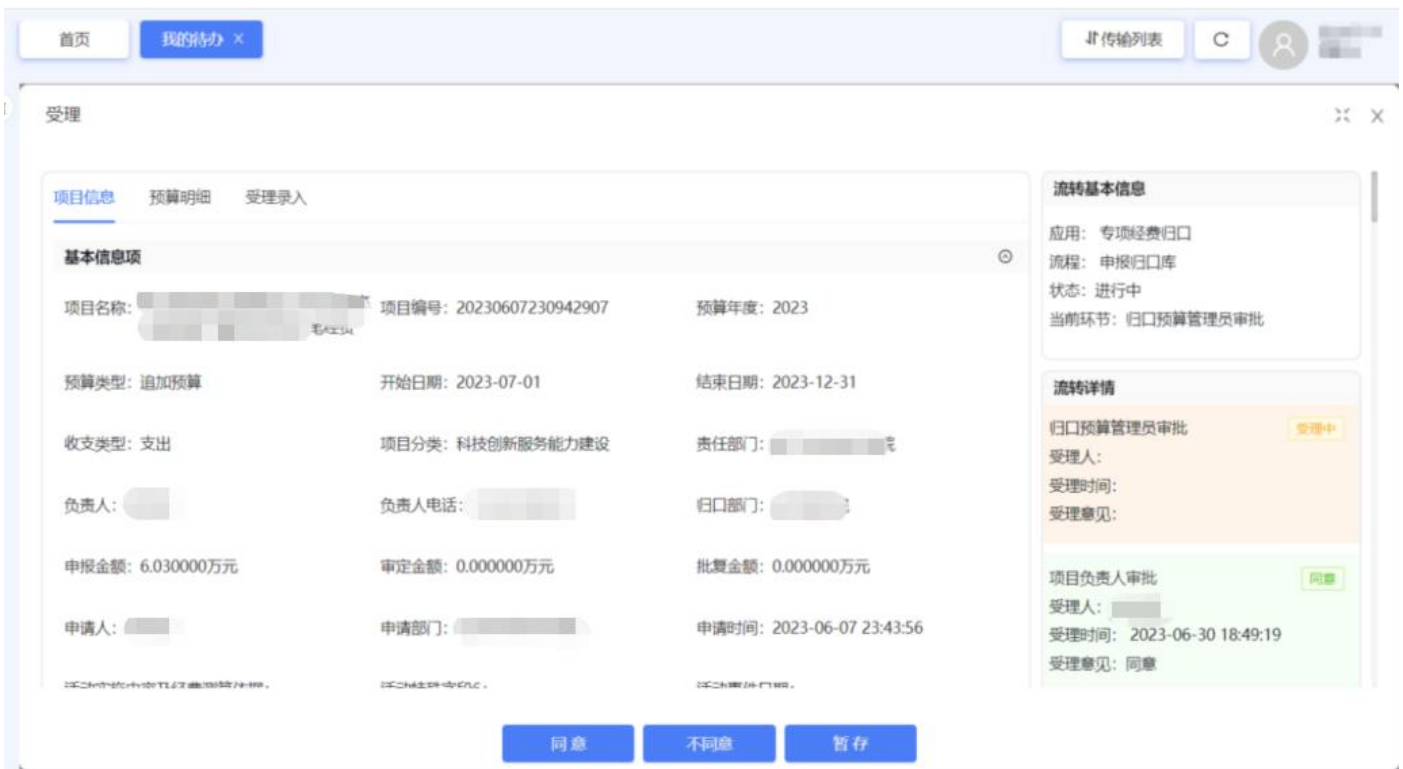 首页
我的待办 ×
传输列表
受理
项目信息 预算明细 受理录入
基本信息项
项目名称： 项目编号：20230607230942907 预算年度：2023
预算类型：追加预算 开始日期：2023-07-01 结束日期：2023-12-31
收支类型：支出 项目分类：科技创新服务能力建设 责任部门：
负责人： 负责人电话： 归口部门：
申报金额：6.030000万元 审定金额：0.000000万元 批复金额：0.000000万元
申请人： 申请部门： 申请时间：2023-06-07 23:43:56
流转基本信息
应用： 专项经费归口
流程： 申报归口库
状态：进行中
当前环节：归口预算管理员审批
流转详情
归口预算管理员审批 受理中
受理人：
受理时间：
受理意见：
项目负责人审批 同意
受理人：
受理时间： 2023-06-30 18:49:19
受理意见：同意
同意 不同意 暂存